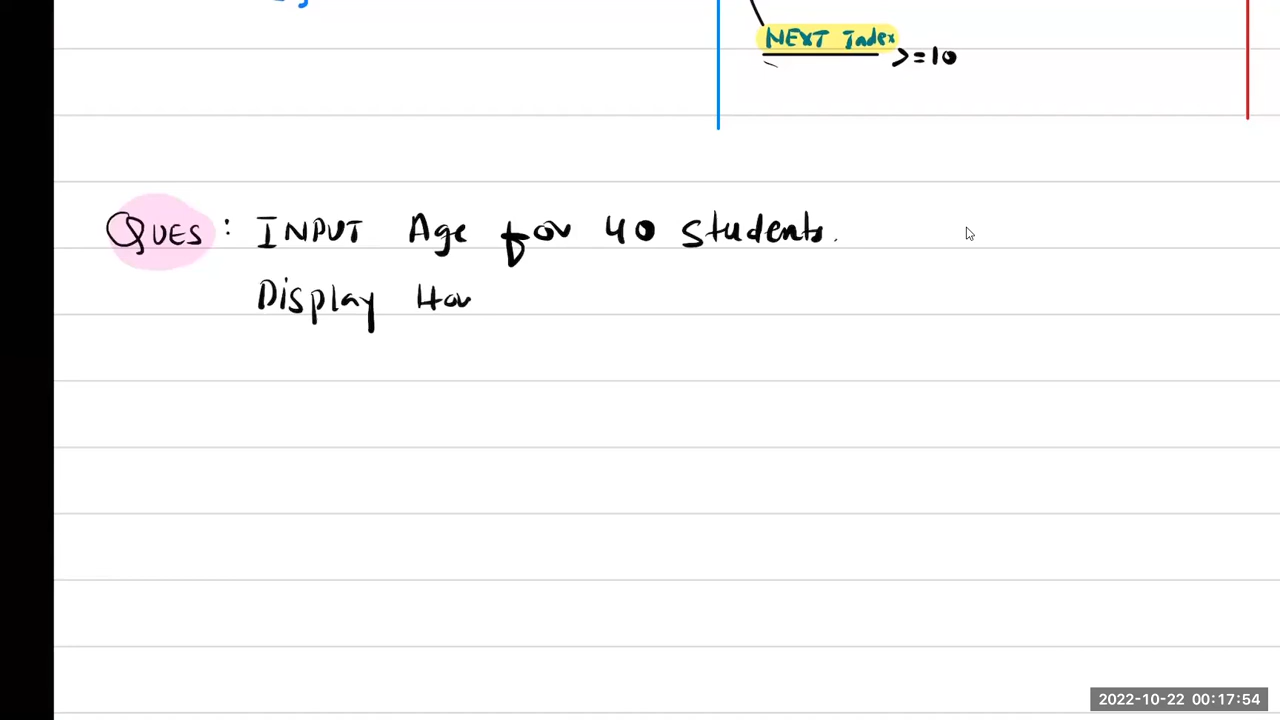 NEXT Index
>=10
QUES : INPUT Age for 40 students.
Display How
2022-10-22 00:17:54